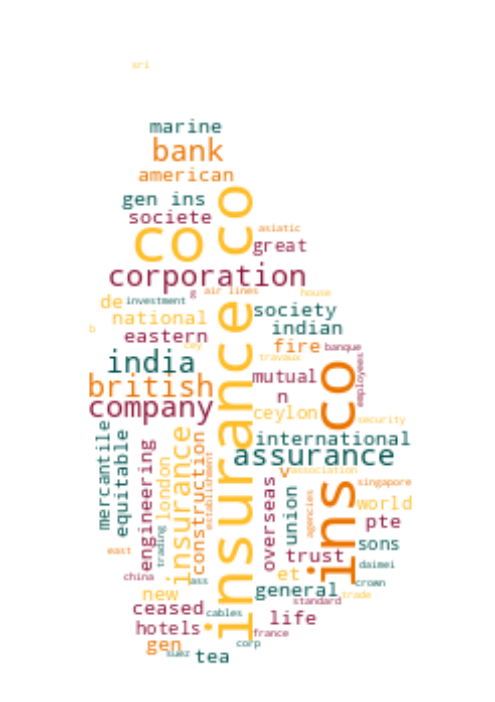 sri
marine
bank
american
gen ins
societe
co
insurance co
asiatic
great
corporation
air lines
house
de
investment
s
national
society
indian
b
eastern
cey
fire
banque
travaux
india
employees
british
mutual
n
company
ceylon
ins co
security
mercantile
equitable
engineering
london
insurance
construction
establishment
international
assurance
v
association
overseas
union
agencies
singapore
world
pte
trading
east
trust
sons
daimei
china
ass
et
general
crown
new
standard
trade
ceased
cables
life
hotels
france
gen
suez
corp
tea